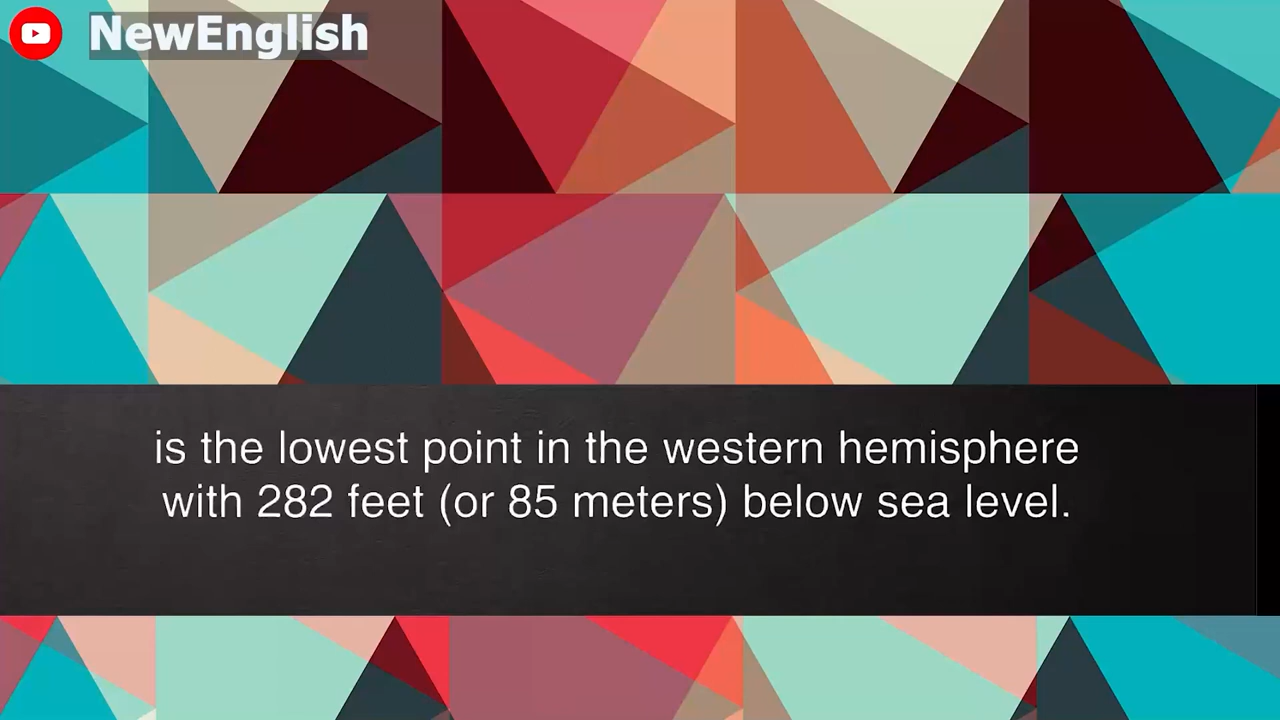 NewEnglish
is the lowest point in the western hemisphere
with 282 feet (or 85 meters) below sea level.